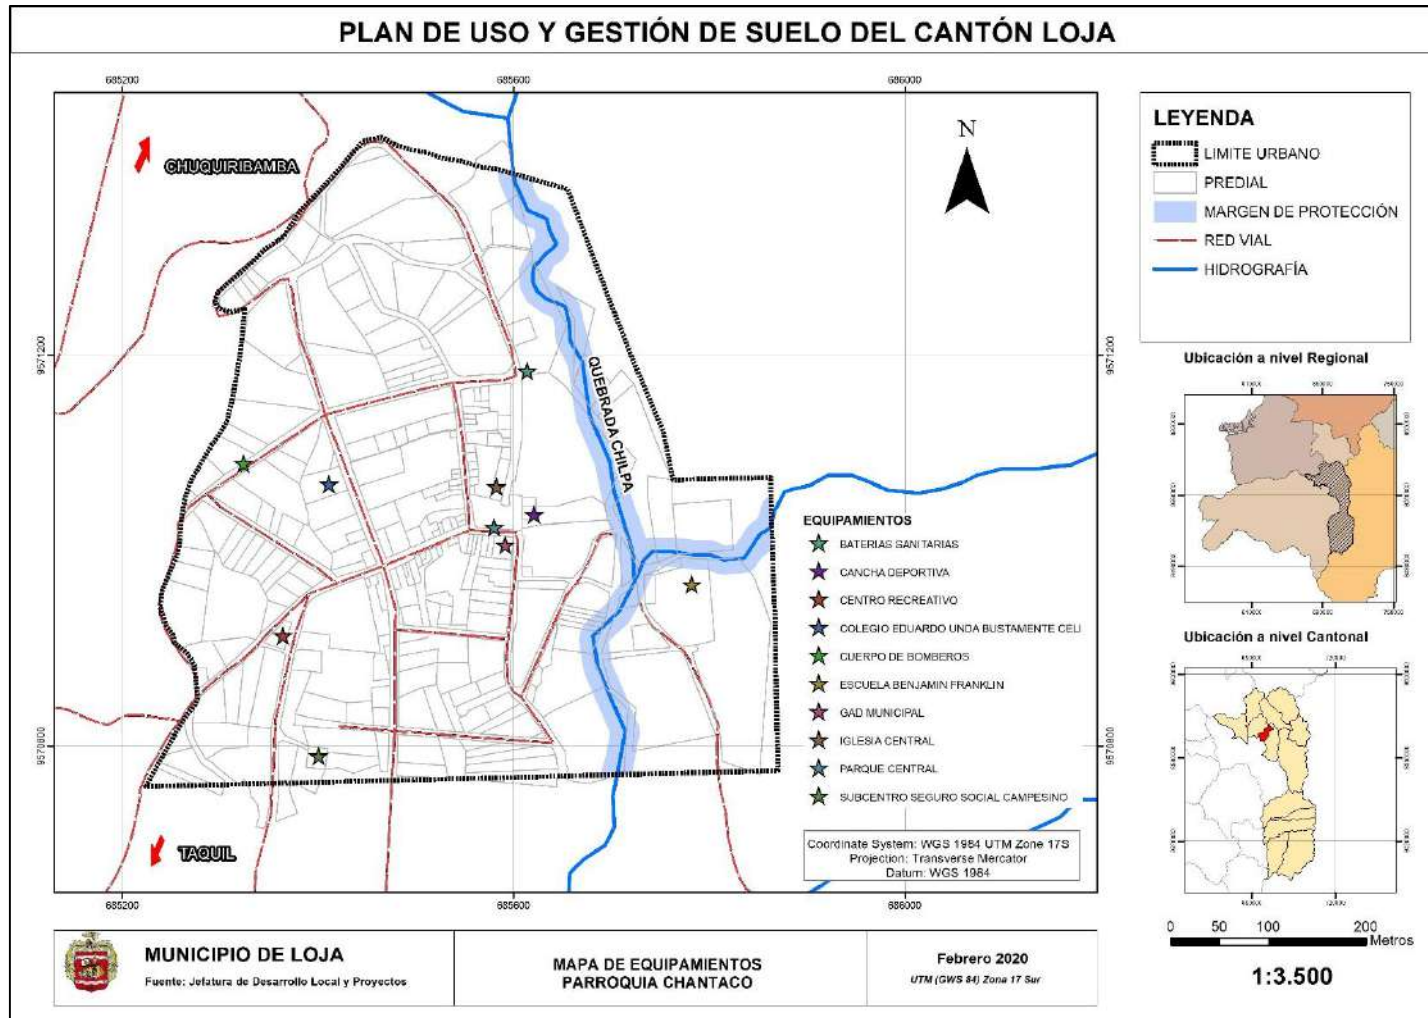 PLAN DE USO Y GESTIÓN DE SUELO DEL CANTÓN LOJA
685200
685600
686000
CHUQUIRIBAMBA
N
9571200
9571200
QUEBRADA CHILPA
9570800
9570800
TAQUIL
685200
685600
686000
EQUIPAMIENTOS
BATERIAS SANITARIAS
CANCHA DEPORTIVA
CENTRO RECREATIVO
COLEGIO EDUARDO UNDA BUSTAMENTE CELI
CUERPO DE BOMBEROS
ESCUELA BENJAMIN FRANKLIN
GAD MUNICIPAL
IGLESIA CENTRAL
PARQUE CENTRAL
SUBCENTRO SEGURO SOCIAL CAMPESINO
Coordinate System: WGS 1984 UTM Zone 17S
Projection: Transverse Mercator
Datum: WGS 1984
LEYENDA
LIMITE URBANO
PREDIAL
MARGEN DE PROTECCIÓN
RED VIAL
HIDROGRAFÍA
Ubicación a nivel Regional
Ubicación a nivel Cantonal
0 50 100 200
Metros
1:3.500
MUNICIPIO DE LOJA
Fuente: Jefatura de Desarrollo Local y Proyectos
MAPA DE EQUIPAMIENTOS
PARROQUIA CHANTACO
Febrero 2020
UTM (GWS 84) Zona 17 Sur